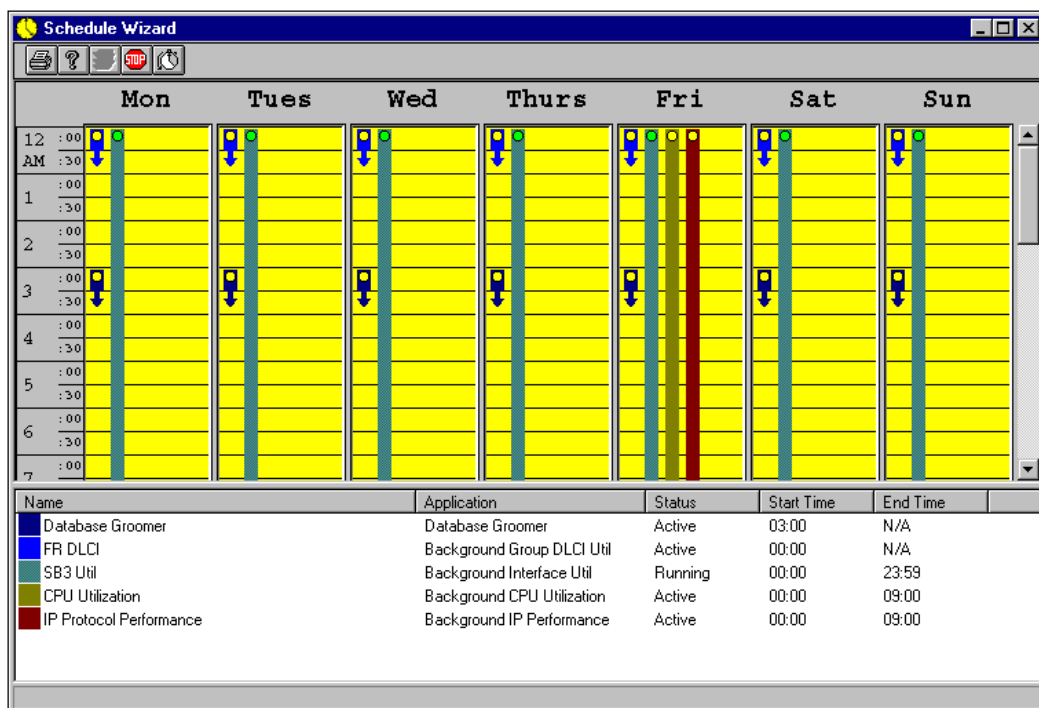 Schedule Wizard
STOP
Mon Tues Wed Thurs Fri Sat Sun
12 :00
AM :30
1 :00
:30
2 :00
:30
3 :00
:30
4 :00
:30
5 :00
:30
6 :00
:30
7 :00
Name Application Status Start Time End Time
Database Groomer Database Groomer Active 03:00 N/A
FR DLCI Background Group DLCI Util Active 00:00 N/A
SB3 Util Background Interface Util Running 00:00 23:59
CPU Utilization Background CPU Utilization Active 00:00 09:00
IP Protocol Performance Background IP Performance Active 00:00 09:00